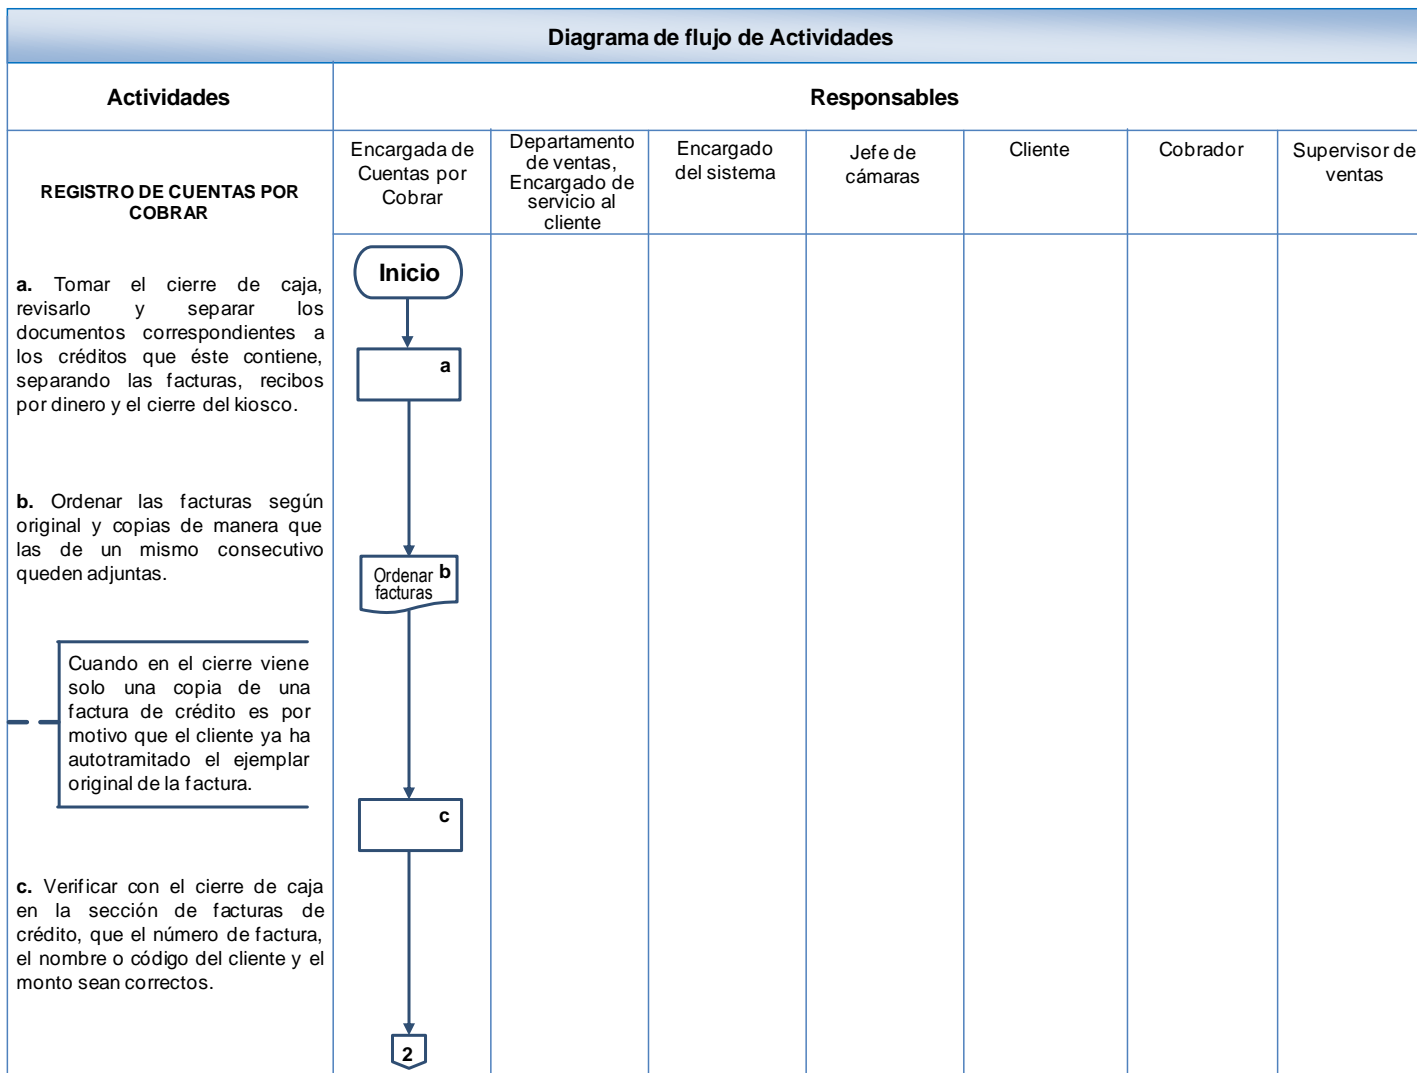 Diagrama de flujo de Actividades
Actividades
Responsables
REGISTRO DE CUENTAS POR
COBRAR
Encargada de
Cuentas por
Cobrar
Departamento
de ventas,
Encargado de
servicio al
cliente
Encargado
del sistema
Jefe de
cámaras
Cliente
Cobrador
Supervisor de
ventas
a. Tomar el cierre de caja,
revisarlo y separar los
documentos correspondientes a
los créditos que éste contiene,
separando las facturas, recibos
por dinero y el cierre del kiosco.
b. Ordenar las facturas según
original y copias de manera que
las de un mismo consecutivo
queden adjuntas.
Cuando en el cierre viene
solo una copia de una
factura de crédito es por
motivo que el cliente ya ha
autotramitado el ejemplar
original de la factura.
c. Verificar con el cierre de caja
en la sección de facturas de
crédito, que el número de factura,
el nombre o código del cliente y el
monto sean correctos.
Inicio
a
Ordenar b
facturas
c
2